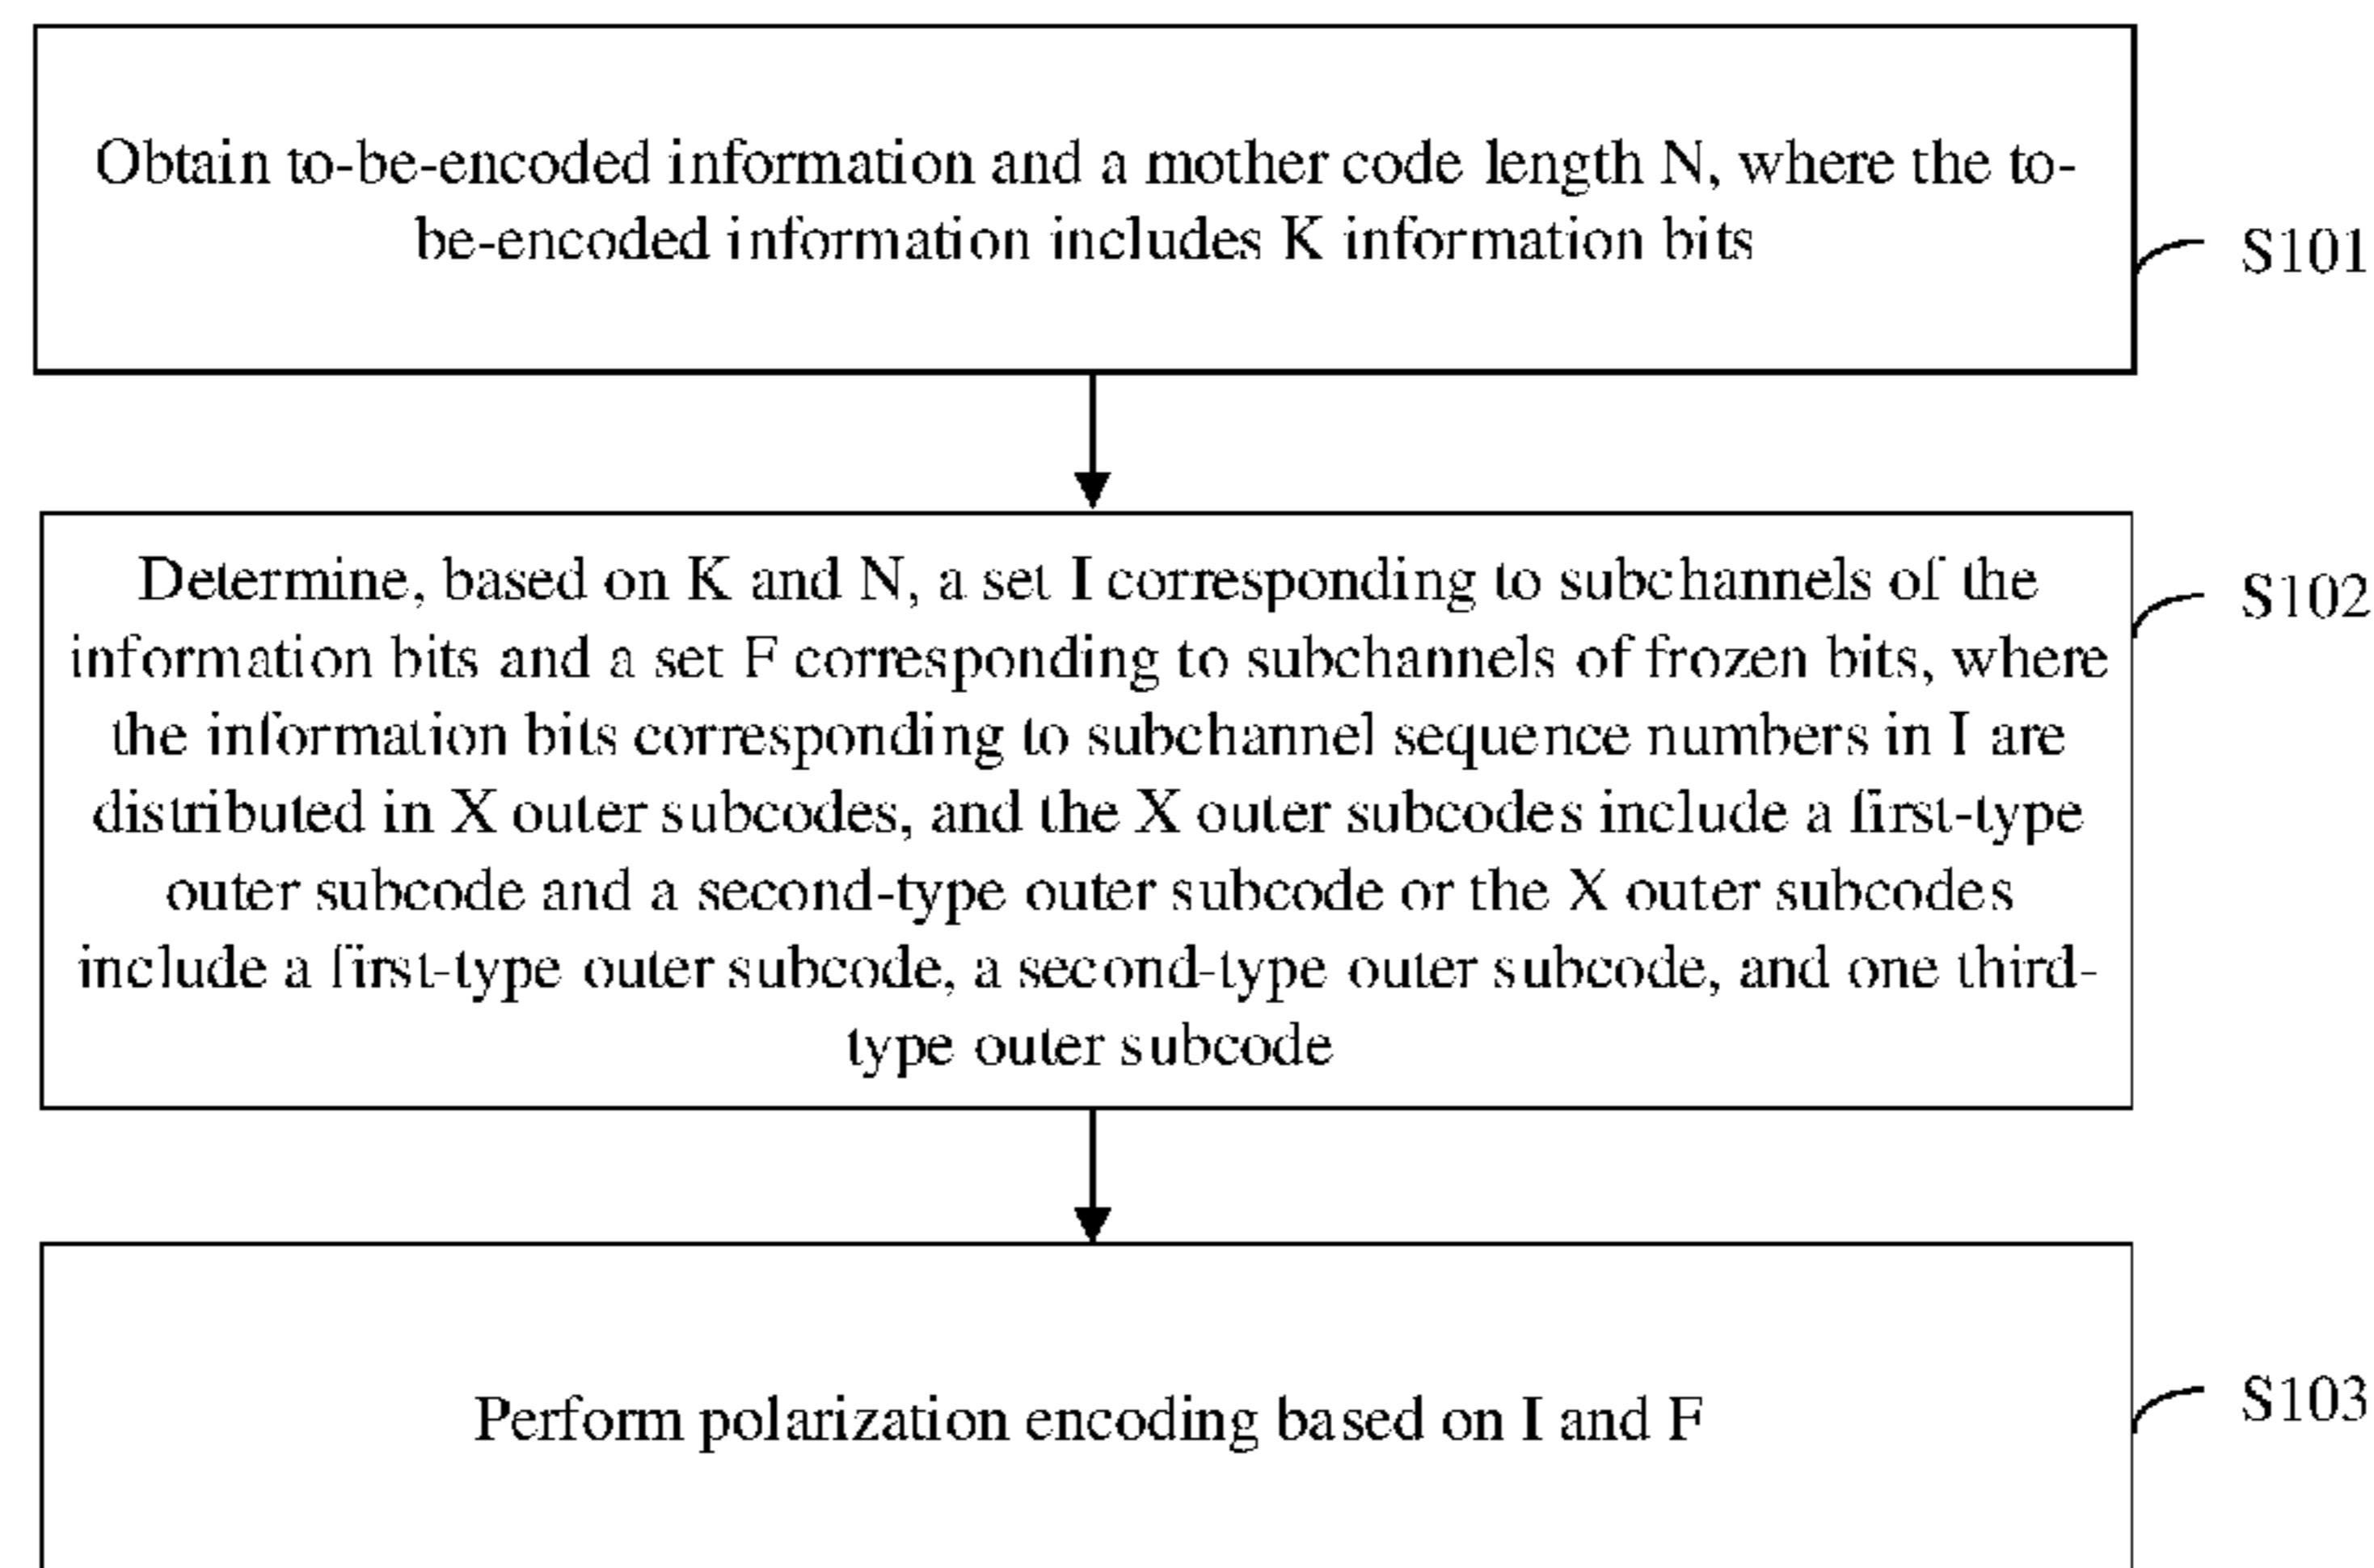 Obtain to-be-encoded information and a mother code length N, where the to-
be-encoded information includes K information bits
S101
Determine, based on K and N, a set I corresponding to subchannels of the
information bits and a set F corresponding to subchannels of frozen bits, where
the information bits corresponding to subchannel sequence numbers in I are
distributed in X outer subcodes, and the X outer subcodes include a first-type
outer subcode and a second-type outer subcode or the X outer subcodes
include a first-type outer subcode, a second-type outer subcode, and one third-
type outer subcode
S102
Perform polarization encoding based on I and F
S103